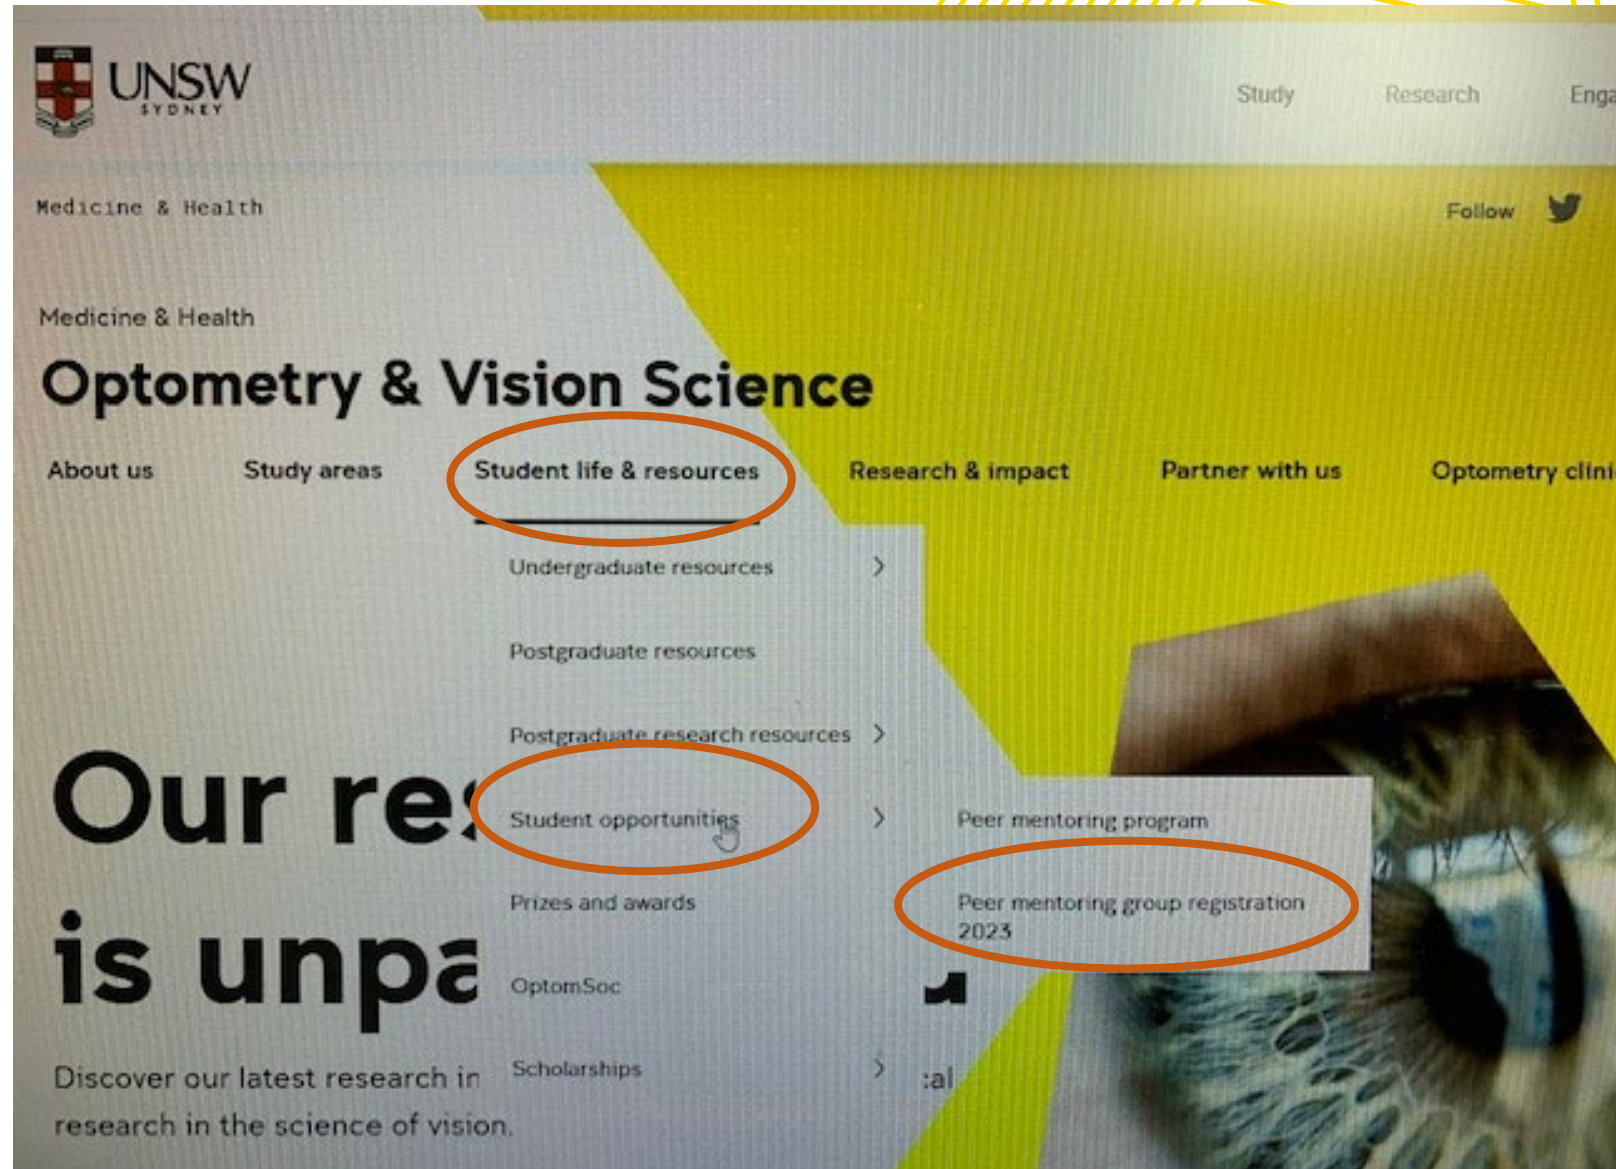 UNSW
SYDNEY
Study Research
Medicine & Health
Follow
Medicine & Health
Optometry & Vision Science
About us Study areas Student life & resources Research & impact Partner with us Optometry
Undergraduate resources
Postgraduate resources
Postgraduate research resources
Our
Student opportunities
Peer mentoring program
Prizes and awards
Peer mentoring group registration
2023
is
OptomSoc
Scholarships
Discover our latest research in
research in the science of vision.